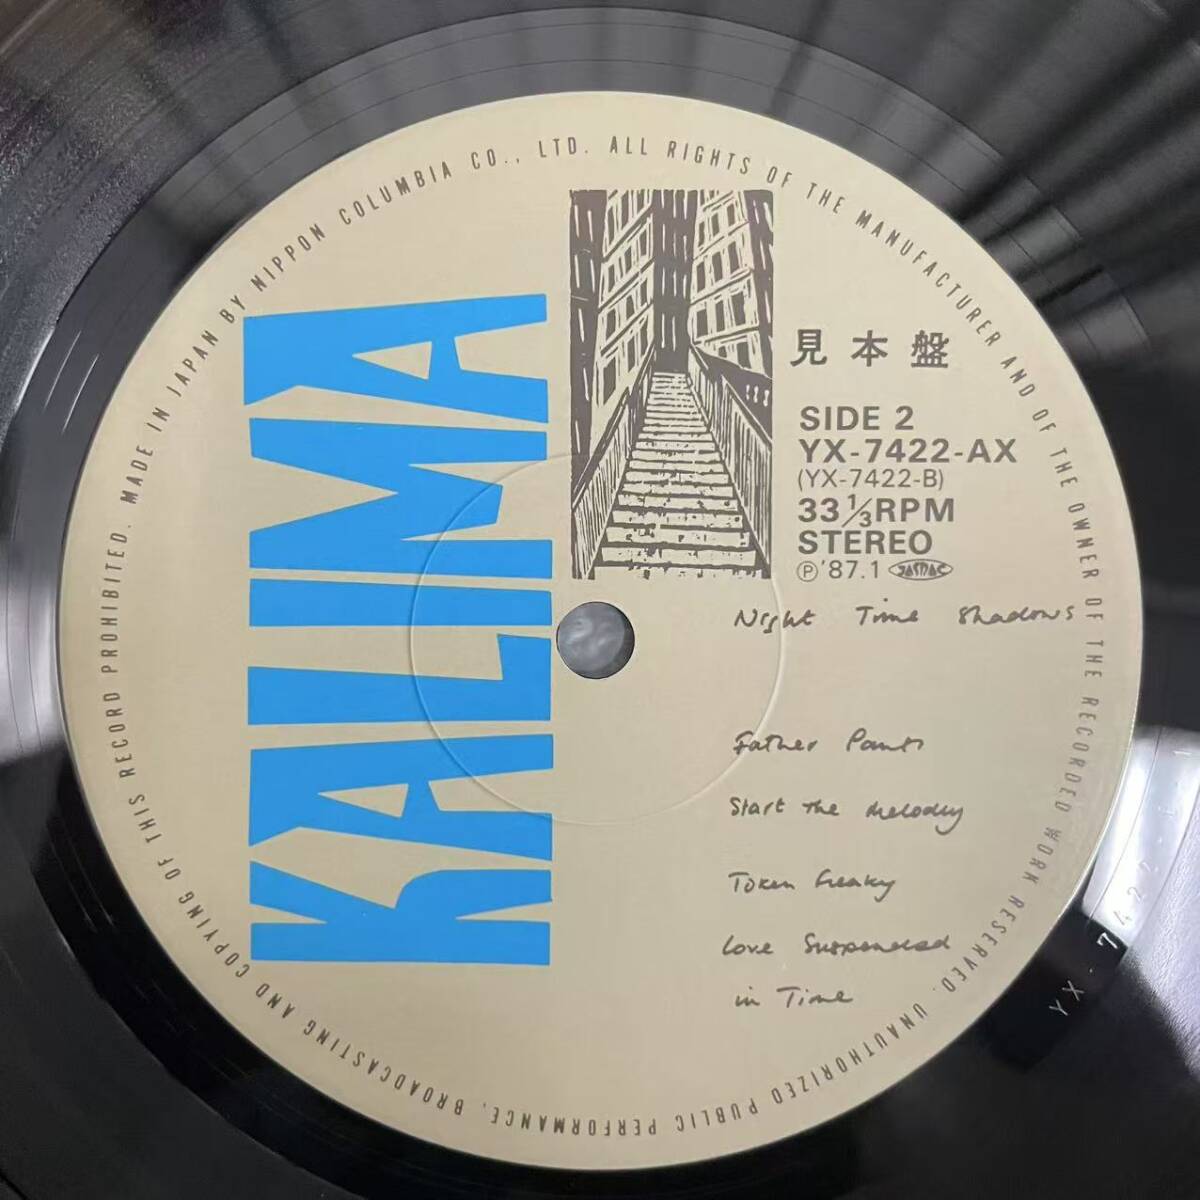 MADE IN JAPAN BY NIPPON COLUMBIA CO., LTD. ALL RIGHTS OF THE MANUFACTURER AND OF THE OWNER OF THE RECORDED WORK RESERVED. UNAUTHORIZED PUBLIC PERFORMANCE, BROADCASTING AND COPYING OF THIS RECORD PROHIBITED.
KALIMA
見本盤
SIDE 2
YX-7422-AX
(YX-7422-B)
33 1/3 RPM
STEREO
Ⓟ'87.1 JASRAC
Night Time Shadows
Father Pants
Start the Melody
Token Freaky
Love Suspended
in Time
YX-7422